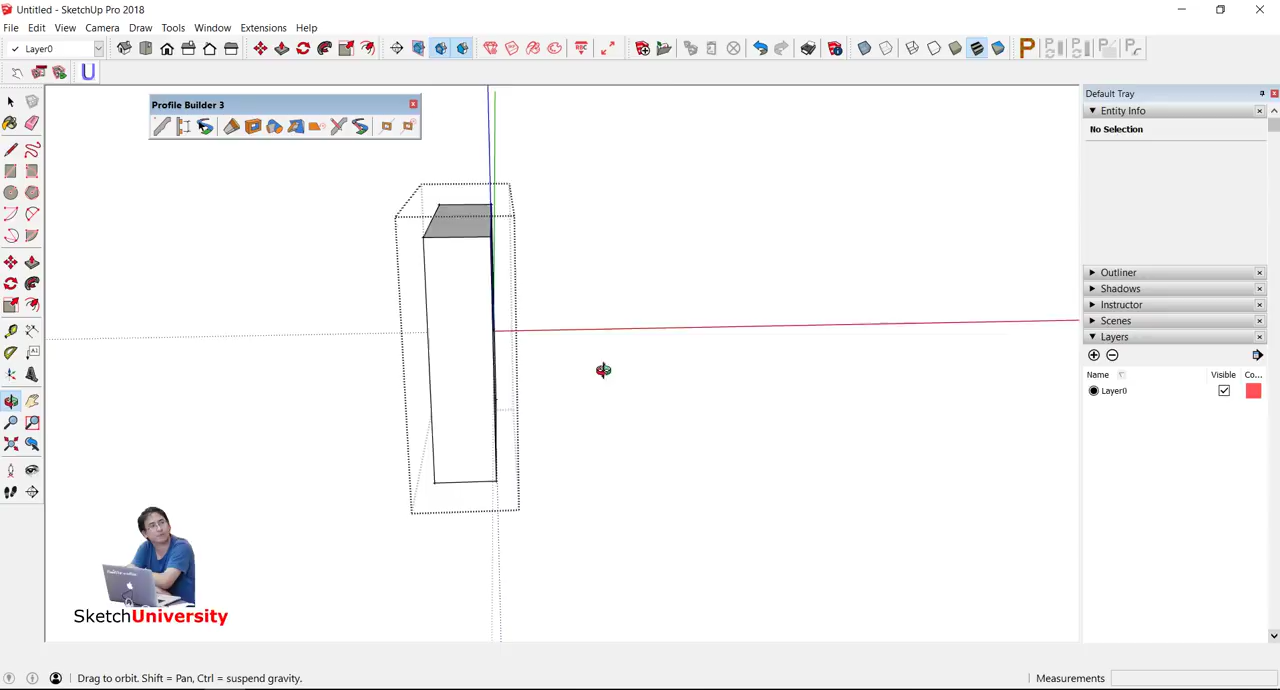 Untitled - SketchUp Pro 2018
File Edit View Camera Draw Tools Window Extensions Help
Layer0
ABC
P
U
Profile Builder 3
A1
SketchUniversity
Default Tray
Entity Info
No Selection
Outliner
Shadows
Instructor
Scenes
Layers
Name Visible Co...
Layer0
Drag to orbit. Shift = Pan, Ctrl = suspend gravity.
Measurements